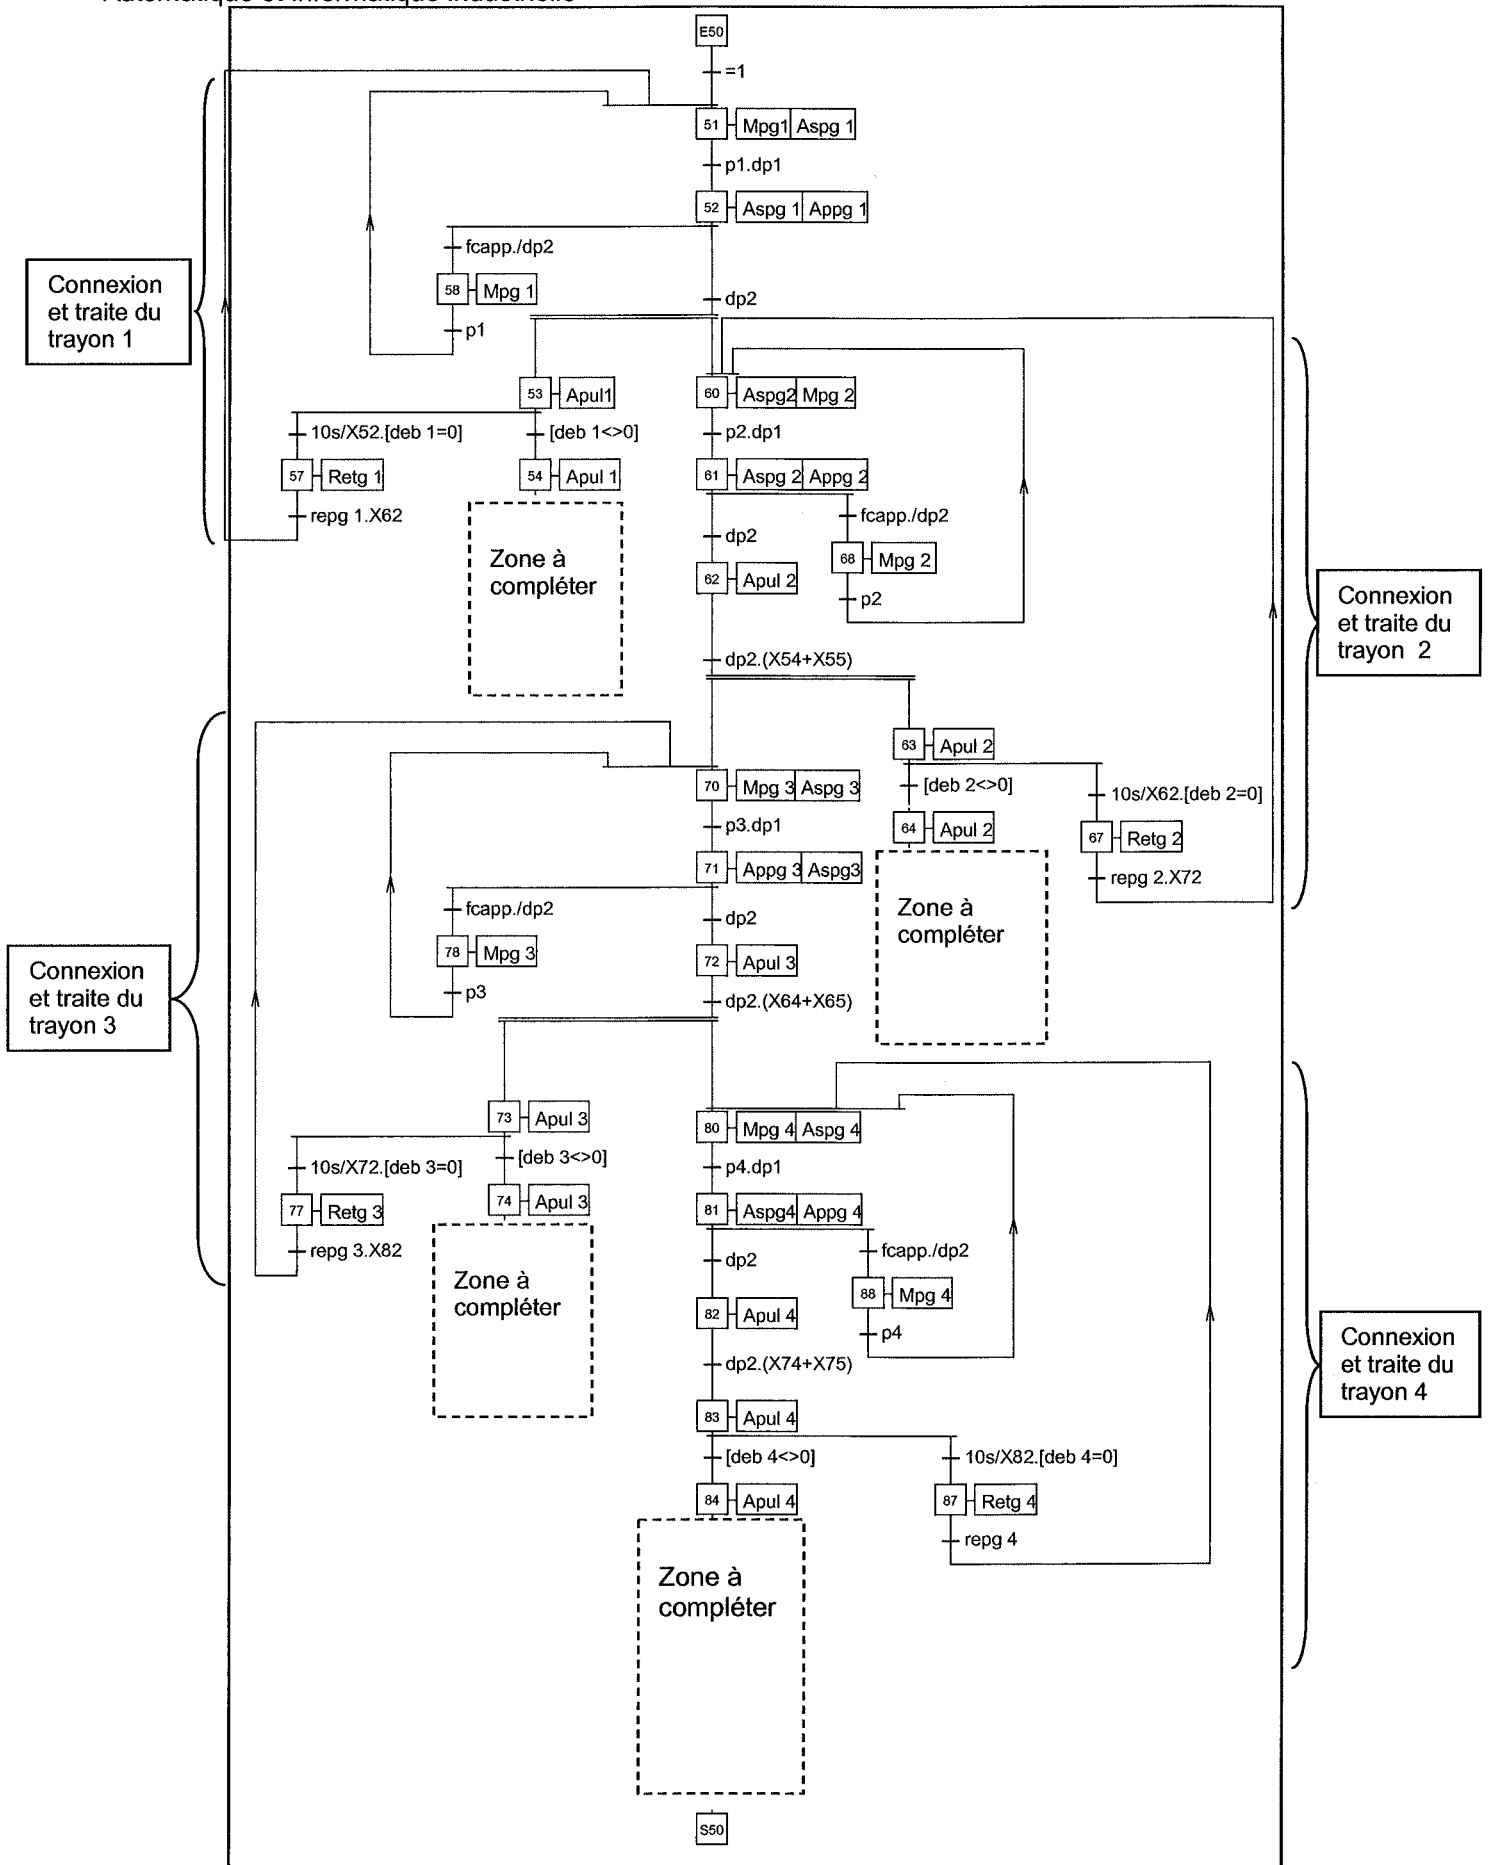 Automatique et Informatique Industrielle
E50
=1
51 Mpg1 Aspg 1
p1.dp1
52 Aspg 1 Appg 1
fcapp./dp2
58 Mpg 1
dp2
p1
Connexion
et traite du
trayon 1
53 Apul1
60 Aspg2 Mpg 2
10s/X52.[deb 1=0]
[deb 1<>0]
p2.dp1
57 Retg 1
54 Apul 1
61 Aspg 2 Appg 2
repg 1.X62
fcapp./dp2
dp2
Zone à
compléter
68 Mpg 2
62 Apul 2
p2
Connexion
et traite du
trayon 2
dp2.(X54+X55)
63 Apul 2
70 Mpg 3 Aspg 3
[deb 2<>0]
10s/X62.[deb 2=0]
p3.dp1
64 Apul 2
67 Retg 2
71 Appg 3 Aspg3
repg 2.X72
fcapp./dp2
dp2
Zone à
compléter
78 Mpg 3
72 Apul 3
p3
dp2.(X64+X65)
Connexion
et traite du
trayon 3
73 Apul 3
80 Mpg 4 Aspg 4
10s/X72.[deb 3=0]
[deb 3<>0]
p4.dp1
77 Retg 3
74 Apul 3
81 Aspg4 Appg 4
repg 3.X82
fcapp./dp2
dp2
Zone à
compléter
88 Mpg 4
82 Apul 4
p4
dp2.(X74+X75)
Connexion
et traite du
trayon 4
83 Apul 4
[deb 4<>0]
10s/X82.[deb 4=0]
84 Apul 4
87 Retg 4
repg 4
Zone à
compléter
S50